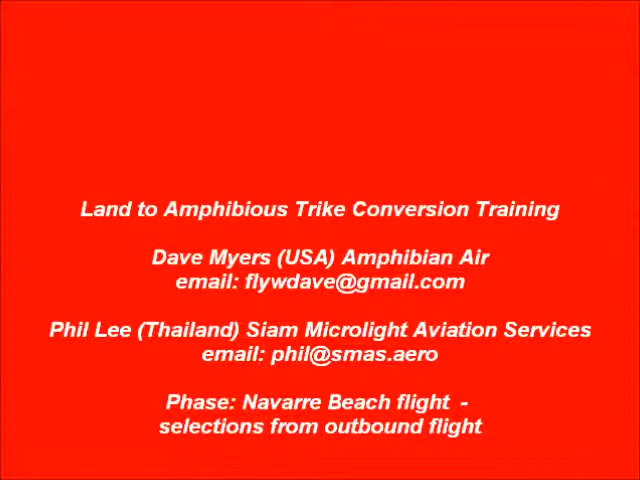 Land to Amphibious Trike Conversion Training
Dave Myers (USA) Amphibian Air
email: flywdave@gmail.com
Phil Lee (Thailand) Siam Microlight Aviation Services
email: phil@smas.aero
Phase: Navarre Beach flight -
selections from outbound flight